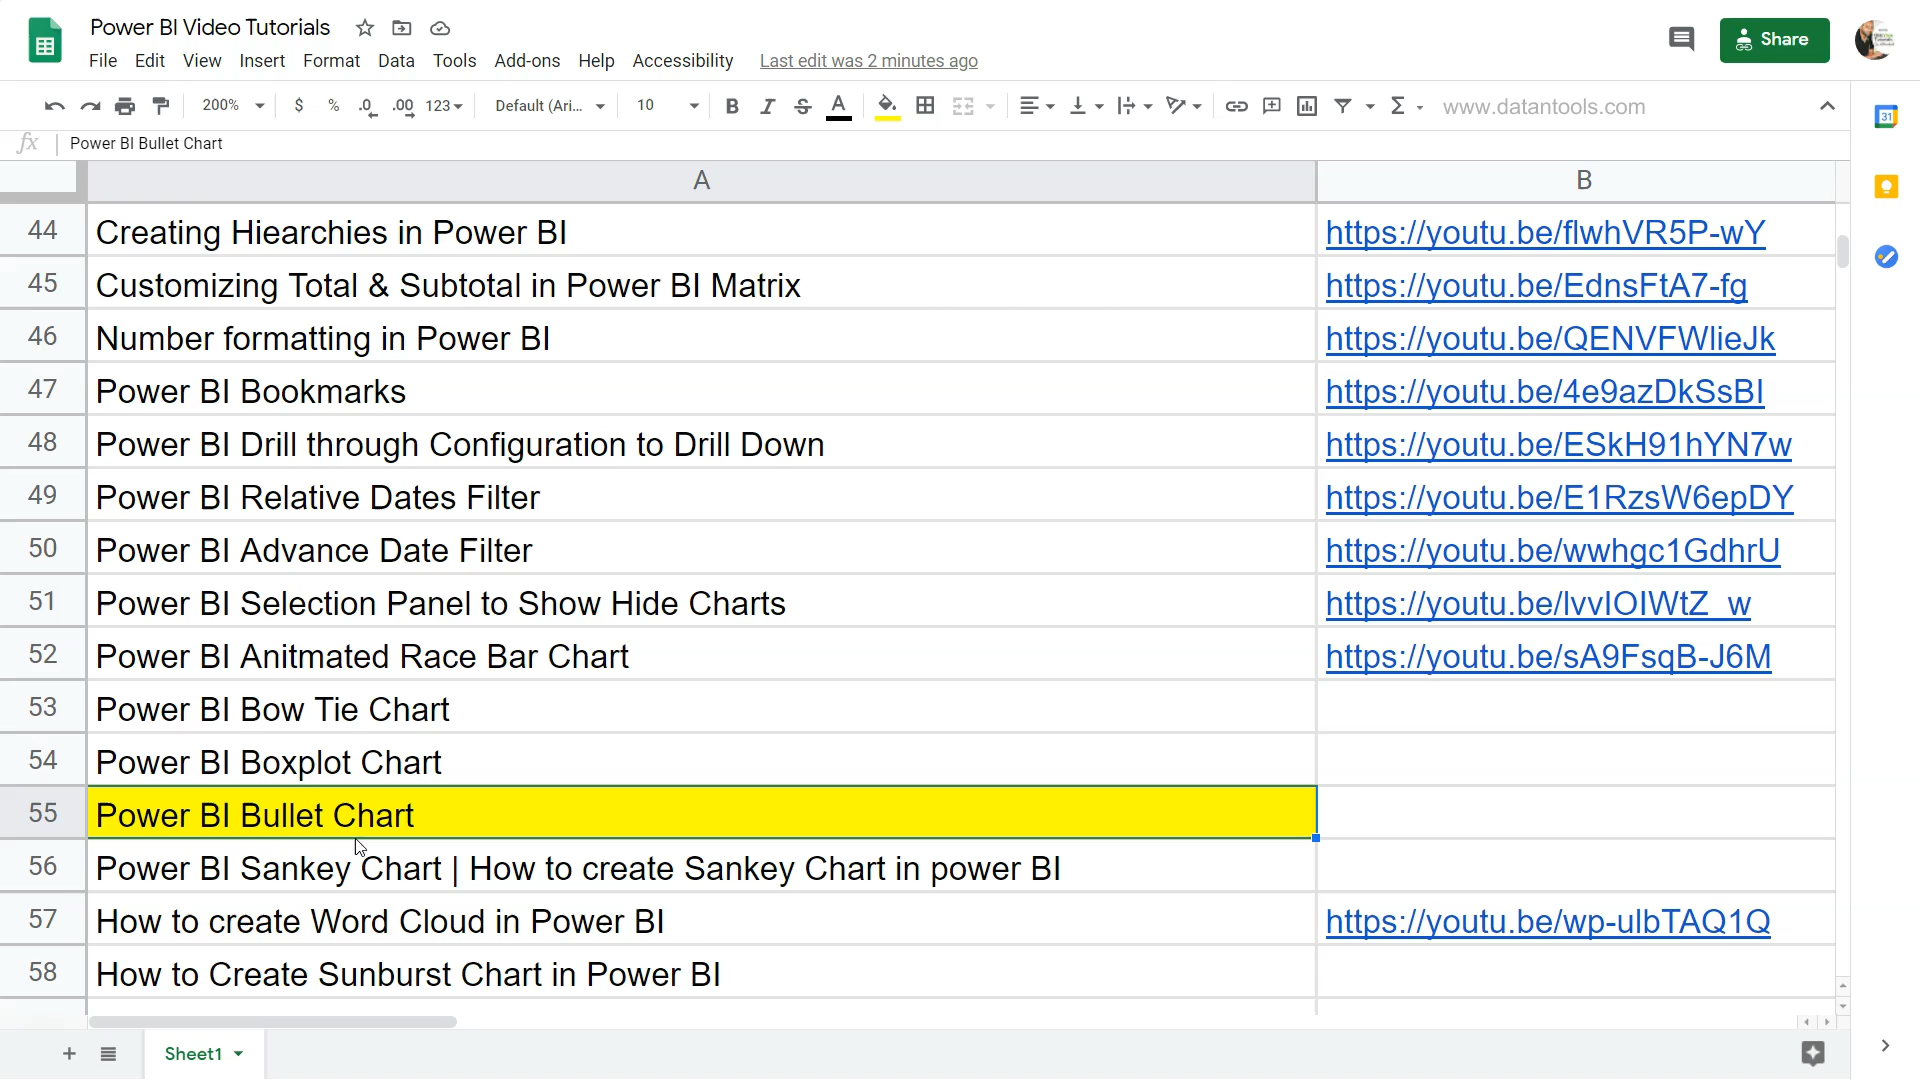 Power BI Video Tutorials
File Edit View Insert Format Data Tools Add-ons Help Accessibility Last edit was 2 minutes ago
Share
200% $ % .0 .00 123 Default (Ari... 10 B I S A Σ www.datantools.com
31
fx Power BI Bullet Chart
A B
44 Creating Hiearchies in Power BI https://youtu.be/flwhVR5P-wY
45 Customizing Total & Subtotal in Power BI Matrix https://youtu.be/EdnsFtA7-fg
46 Number formatting in Power BI https://youtu.be/QENVFWlieJk
47 Power BI Bookmarks https://youtu.be/4e9azDkSsBI
48 Power BI Drill through Configuration to Drill Down https://youtu.be/ESkH91hYN7w
49 Power BI Relative Dates Filter https://youtu.be/E1RzsW6epDY
50 Power BI Advance Date Filter https://youtu.be/wwhgc1GdhrU
51 Power BI Selection Panel to Show Hide Charts https://youtu.be/lvvIOIWtZ_w
52 Power BI Anitmated Race Bar Chart https://youtu.be/sA9FsqB-J6M
53 Power BI Bow Tie Chart
54 Power BI Boxplot Chart
55 Power BI Bullet Chart
56 Power BI Sankey Chart | How to create Sankey Chart in power BI
57 How to create Word Cloud in Power BI https://youtu.be/wp-ulbTAQ1Q
58 How to Create Sunburst Chart in Power BI
Sheet1